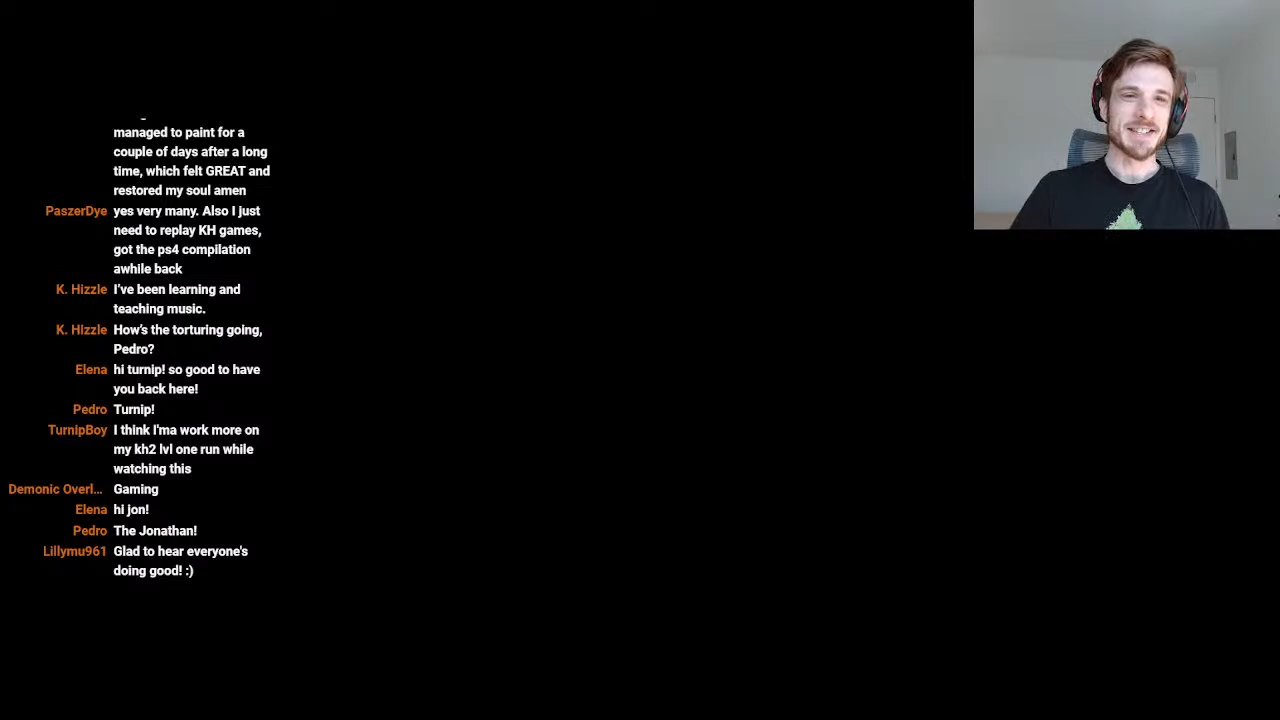 managed to paint for a
couple of days after a long
time, which felt GREAT and
restored my soul amen
PaszerDye yes very many. Also I just
need to replay KH games,
got the ps4 compilation
awhile back
K. Hizzle I've been learning and
teaching music.
K. Hizzle How's the torturing going,
Pedro?
Elena hi turnip! so good to have
you back here!
Pedro Turnip!
TurnipBoy I think I'ma work more on
my kh2 lvl one run while
watching this
Demonic Overl... Gaming
Elena hi jon!
Pedro The Jonathan!
Lillymu961 Glad to hear everyone's
doing good! :)